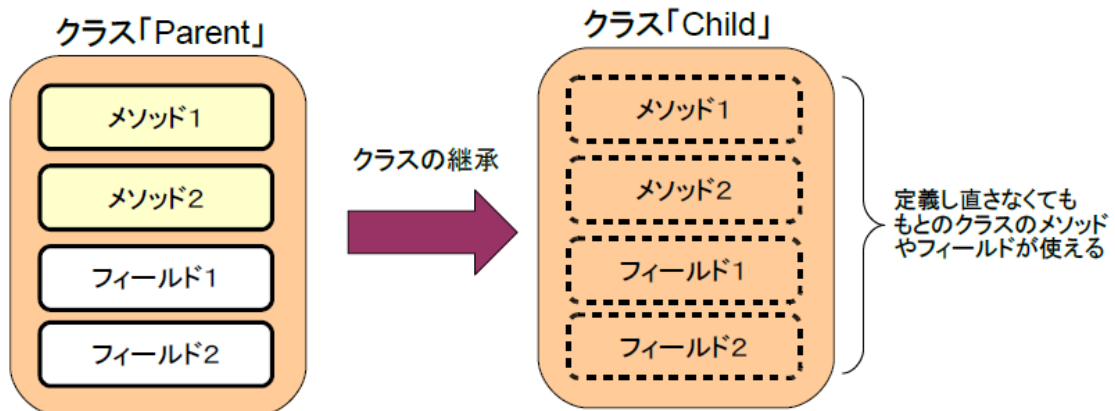 クラス「Parent」
メソッド1
メソッド2
フィールド1
フィールド2
クラスの継承
クラス「Child」
メソッド1
メソッド2
フィールド1
フィールド2
定義し直さなくても
もとのクラスのメソッド
やフィールドが使える